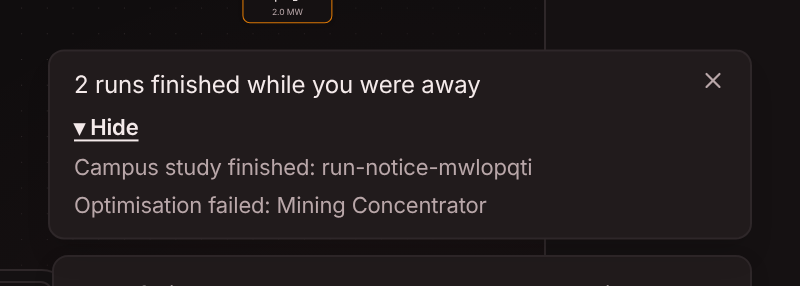 2.0 MW
2 runs finished while you were away
▾ Hide
Campus study finished: run-notice-mwlopqti
Optimisation failed: Mining Concentrator